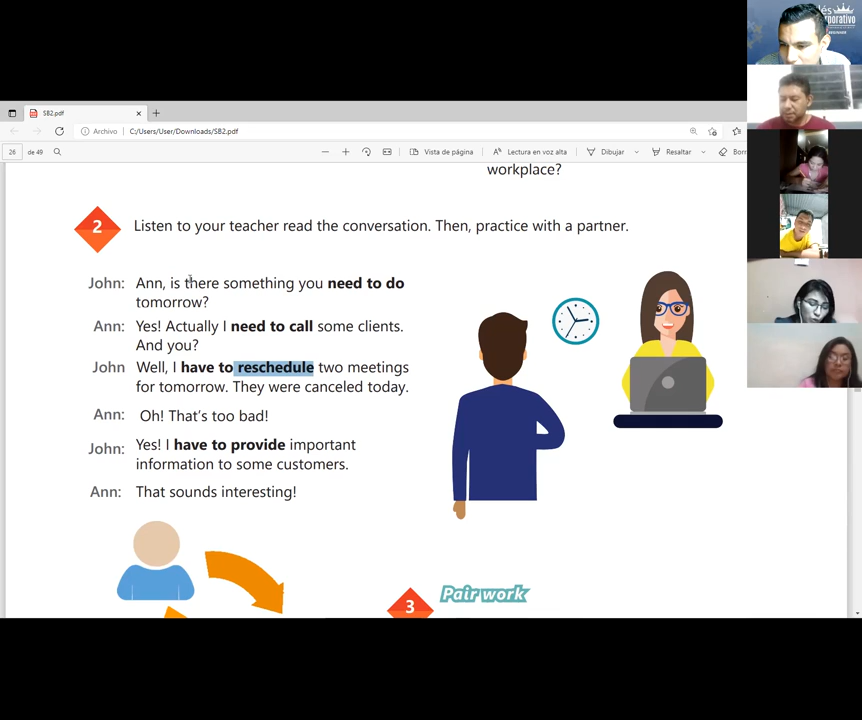 SB2.pdf
Archivo
C:/Users/User/Downloads/SB2.pdf
26
de 49
Vista de página
Lectura en voz alta
Dibujar
Resaltar
Borr
workplace?
2 Listen to your teacher read the conversation. Then, practice with a partner.
John: Ann, is there something you need to do
tomorrow?
Ann: Yes! Actually I need to call some clients.
And you?
John Well, I have to reschedule two meetings
for tomorrow. They were canceled today.
Ann: Oh! That's too bad!
John: Yes! I have to provide important
information to some customers.
Ann: That sounds interesting!
3 Pair work